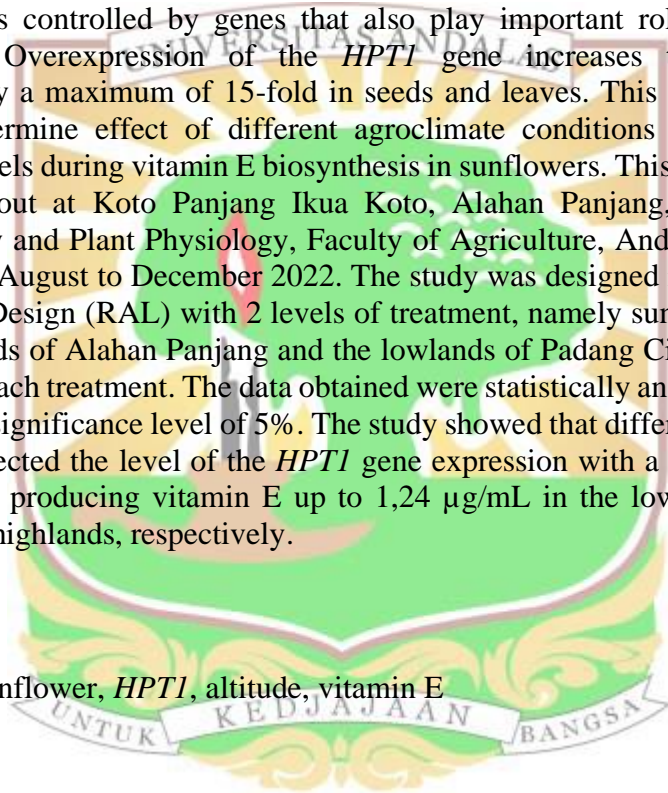 s controlled by genes that also play important rol
Overexpression of the HPT1 gene increases
y a maximum of 15-fold in seeds and leaves. This
ermine effect of different agroclimate conditions
els during vitamin E biosynthesis in sunflowers. This
out at Koto Panjang Ikua Koto, Alahan Panjang,
y and Plant Physiology, Faculty of Agriculture, And
August to December 2022. The study was designed
Design (RAL) with 2 levels of treatment, namely sun
ds of Alahan Panjang and the lowlands of Padang Ci
ach treatment. The data obtained were statistically an
significance level of 5%. The study showed that differ
ected the level of the HPT1 gene expression with a
producing vitamin E up to 1,24 µg/mL in the low
highlands, respectively.
nflower, HPT1, altitude, vitamin E
UNIVERSITAS ANDALAS
UNTUK KEDJAJAAN BANGSA